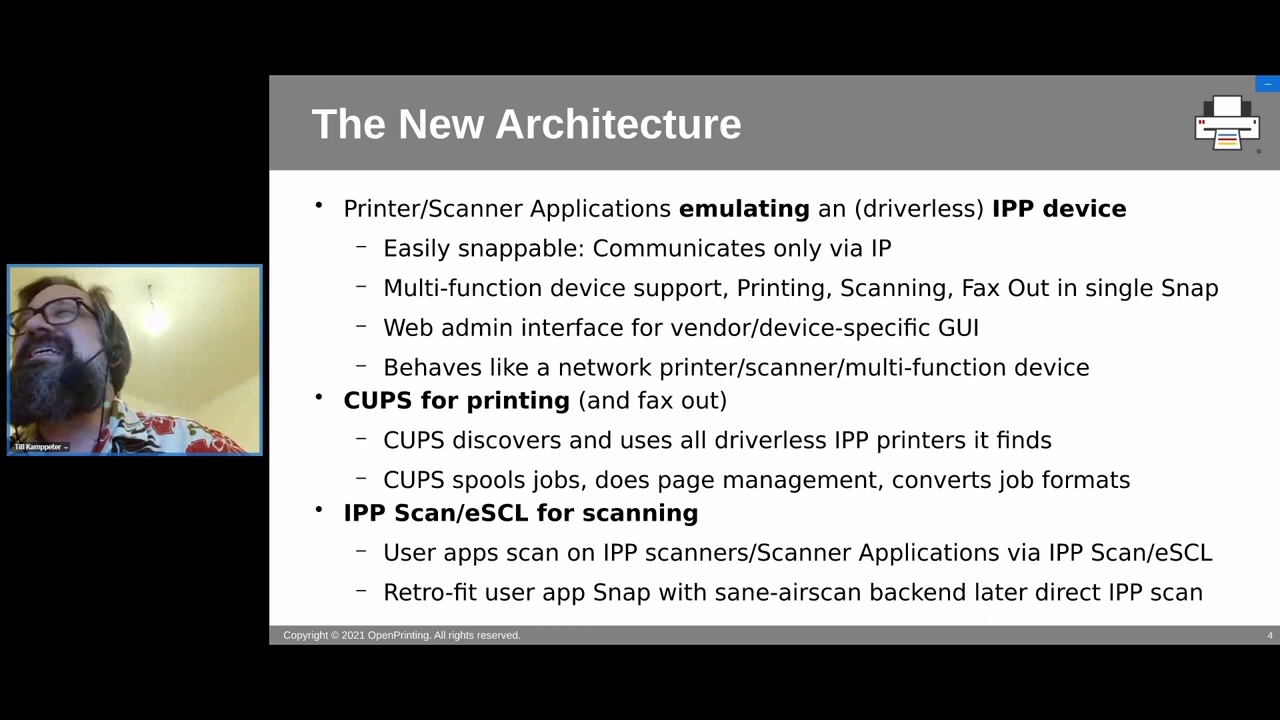 The New Architecture
• Printer/Scanner Applications emulating an (driverless) IPP device
– Easily snappable: Communicates only via IP
– Multi-function device support, Printing, Scanning, Fax Out in single Snap
– Web admin interface for vendor/device-specific GUI
– Behaves like a network printer/scanner/multi-function device
• CUPS for printing (and fax out)
– CUPS discovers and uses all driverless IPP printers it finds
– CUPS spools jobs, does page management, converts job formats
• IPP Scan/eSCL for scanning
– User apps scan on IPP scanners/Scanner Applications via IPP Scan/eSCL
– Retro-fit user app Snap with sane-airscan backend later direct IPP scan
Till Kamppeter
Copyright © 2021 OpenPrinting. All rights reserved.
4